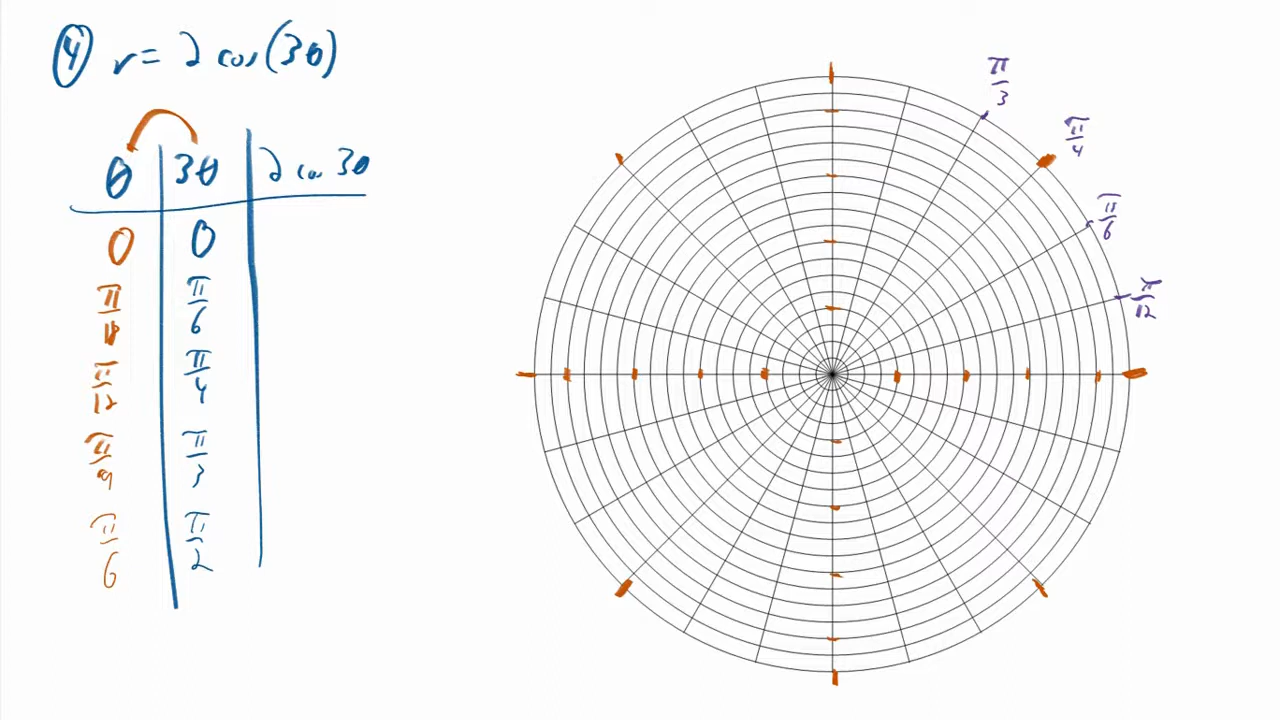 ④ r = 2 cos(3θ)
θ | 3θ | 2 cos 3θ
0 | 0
π/18 | π/6
π/12 | π/4
π/9 | π/3
π/6 | π/2
π/3
π/4
π/6
π/12